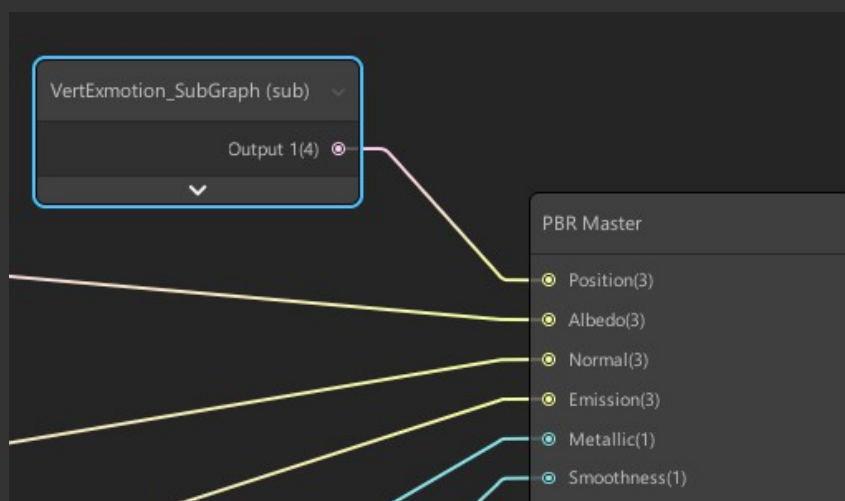 VertExmotion_SubGraph (sub)
Output 1(4)
PBR Master
Position(3)
Albedo(3)
Normal(3)
Emission(3)
Metallic(1)
Smoothness(1)